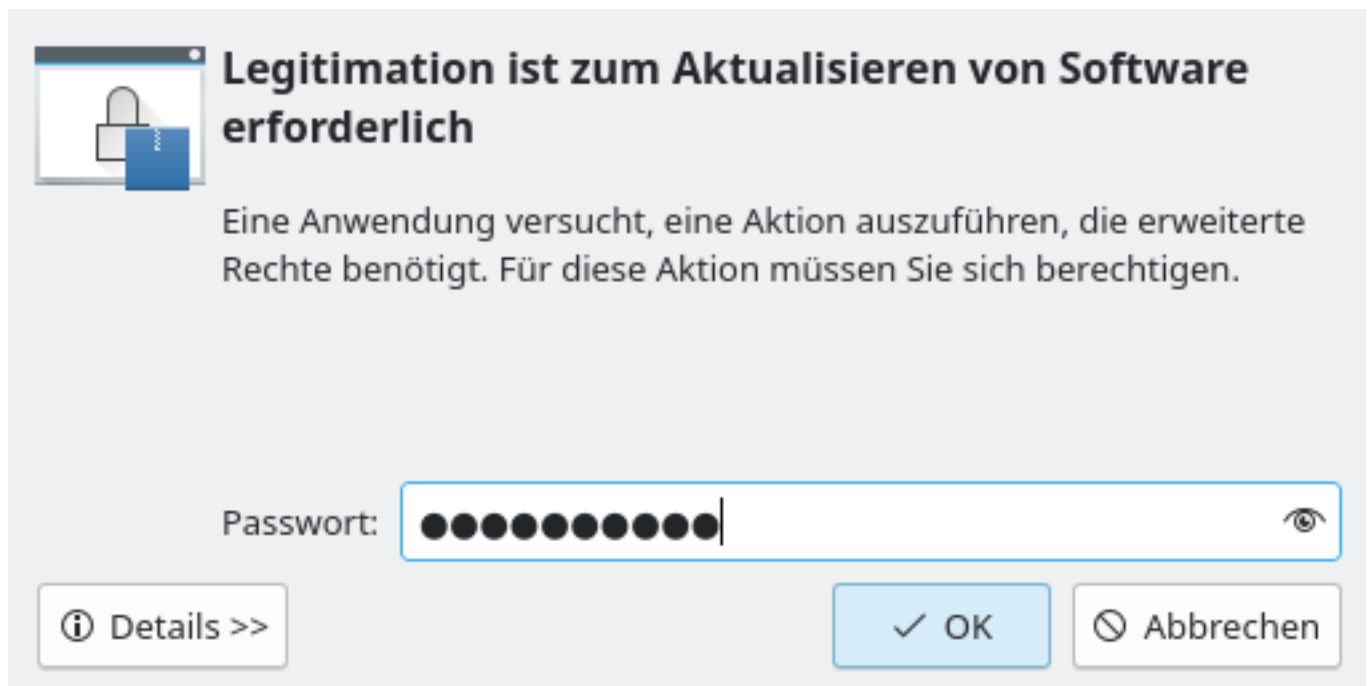 Legitimation ist zum Aktualisieren von Software
erforderlich
Eine Anwendung versucht, eine Aktion auszuführen, die erweiterte
Rechte benötigt. Für diese Aktion müssen Sie sich berechtigen.
Passwort: ●●●●●●●●●●
Details >>
OK
Abbrechen